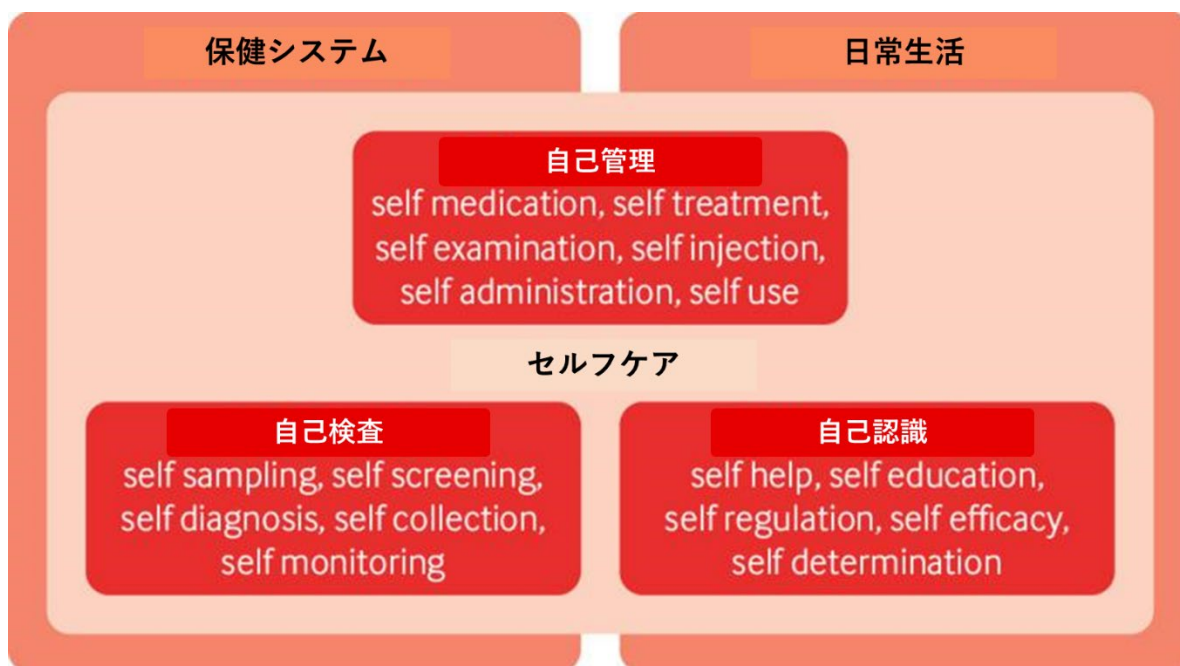 保健システム
日常生活
自己管理
self medication, self treatment,
self examination, self injection,
self administration, self use
セルフケア
自己検査
self sampling, self screening,
self diagnosis, self collection,
self monitoring
自己認識
self help, self education,
self regulation, self efficacy,
self determination